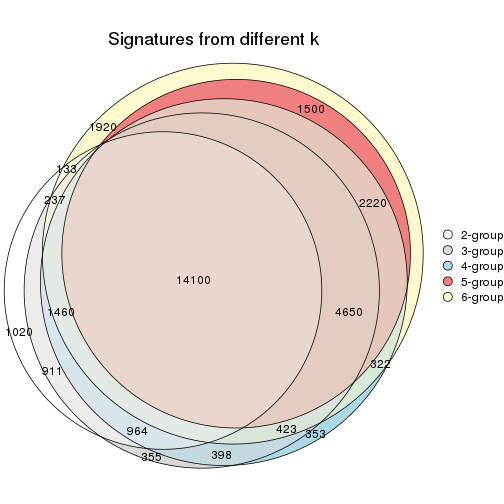 Signatures from different k
1500
1920
133
237
2220
14100
1460
4650
1020
911
322
964
423
353
398
355
2-group
3-group
4-group
5-group
6-group